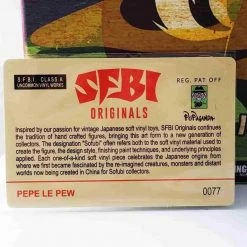 S.F.B.I. CLASS A
UNCOMMON VINYL WORKS
SFBI
ORIGINALS
REG. PAT OFF
POPaganda
Inspired by our passion for vintage Japanese soft vinyl toys, SFBI Originals continues
the tradition of hand crafted figures, bringing this art form to a new generation of
collectors. The designation "Sofubi" often refers both to the soft vinyl material used to
create the figure, the design style, finishing paint techniques, and underlying principles
applied. Each one-of-a-kind soft vinyl piece celebrates the Japanese origins from
where we first became fascinated by the re-imagined creatures, monsters and distant
worlds now being created in China for Sofubi collectors.
PEPE LE PEW
0077